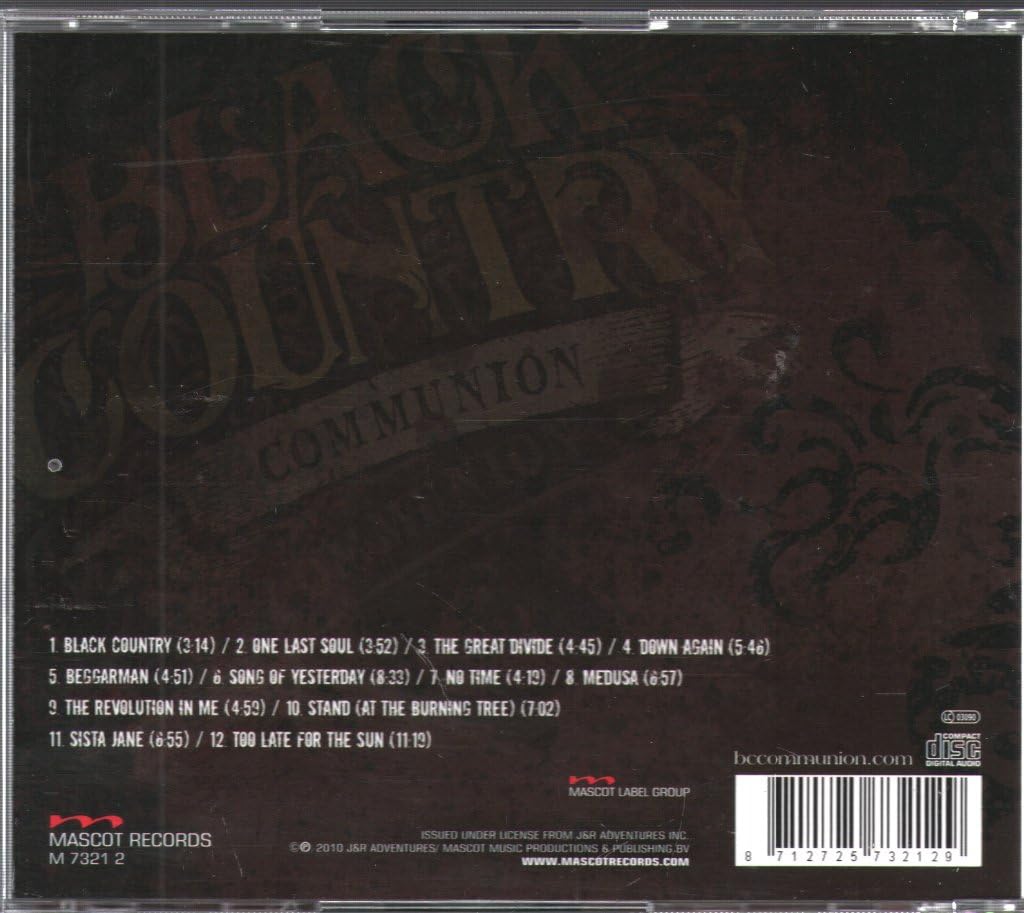 BLACK
COUNTRY
COMMUNION
1. BLACK COUNTRY (3:14) / 2. ONE LAST SOUL (3:52) / 3. THE GREAT DIVIDE (4:45) / 4. DOWN AGAIN (5:46)
5. BEGGARMAN (4:51) / 6. SONG OF YESTERDAY (8:33) / 7. NO TIME (4:19) / 8. MEDUSA (6:57)
9. THE REVOLUTION IN ME (4:59) / 10. STAND (AT THE BURNING TREE) (7:02)
11. SISTA JANE (6:55) / 12. TOO LATE FOR THE SUN (11:19)
LC 03090
bccommunion.com
COMPACT
disc
DIGITAL AUDIO
MASCOT LABEL GROUP
MASCOT RECORDS
M 7321 2
ISSUED UNDER LICENSE FROM J&R ADVENTURES INC.
©℗ 2010 J&R ADVENTURES/ MASCOT MUSIC PRODUCTIONS & PUBLISHING BV
WWW.MASCOTRECORDS.COM
8 712725 732129